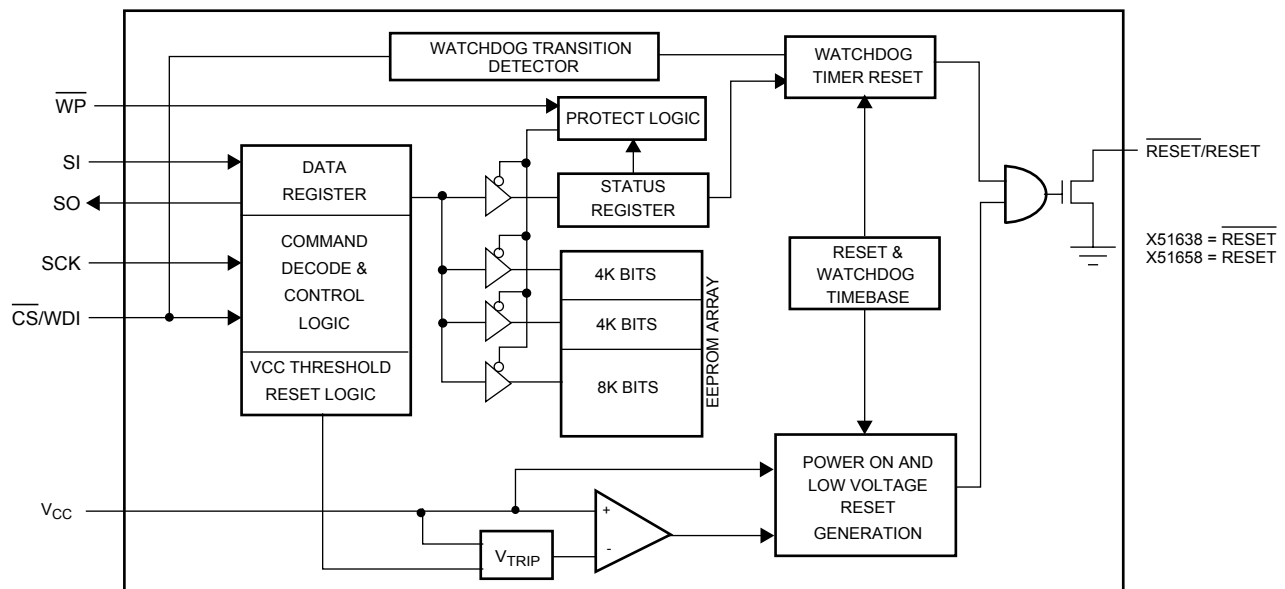 WATCHDOG TRANSITION
DETECTOR
WATCHDOG
TIMER RESET
WP
PROTECT LOGIC
SI
DATA
REGISTER
STATUS
REGISTER
RESET/RESET
SO
COMMAND
DECODE &
CONTROL
LOGIC
SCK
4K BITS
4K BITS
8K BITS
EEPROM ARRAY
RESET &
WATCHDOG
TIMEBASE
X51638 = RESET
X51658 = RESET
CS/WDI
VCC THRESHOLD
RESET LOGIC
POWER ON AND
LOW VOLTAGE
RESET
GENERATION
VCC
+
-
VTRIP